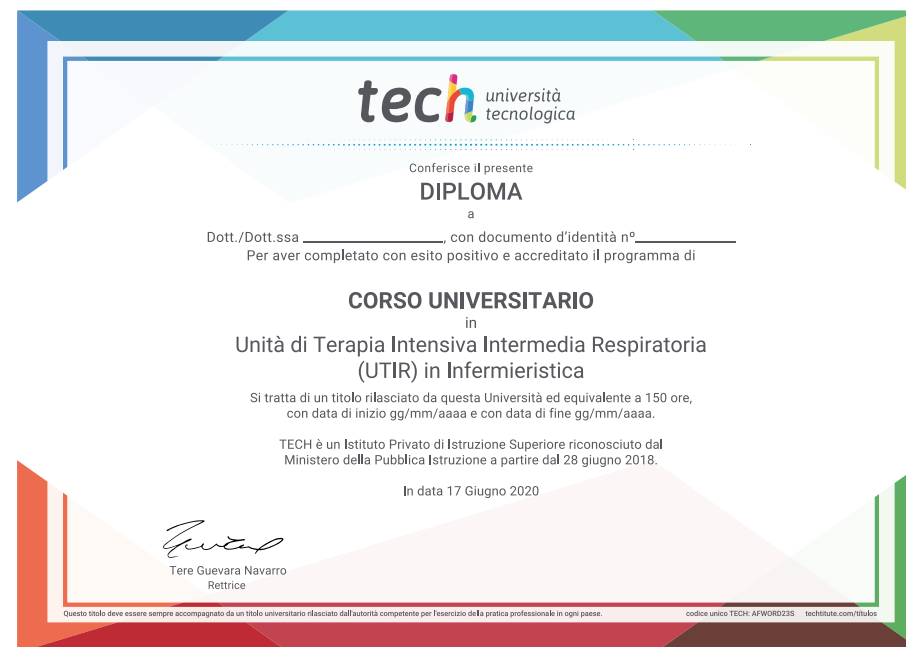 tech università
tecnologica
Conferisce il presente
DIPLOMA
a
Dott./Dott.ssa ____________________, con documento d'identità nº______________
Per aver completato con esito positivo e accreditato il programma di
CORSO UNIVERSITARIO
in
Unità di Terapia Intensiva Intermedia Respiratoria
(UTIR) in Infermieristica
Si tratta di un titolo rilasciato da questa Università ed equivalente a 150 ore,
con data di inizio gg/mm/aaaa e con data di fine gg/mm/aaaa.
TECH è un Istituto Privato di Istruzione Superiore riconosciuto dal
Ministero della Pubblica Istruzione a partire dal 28 giugno 2018.
In data 17 Giugno 2020
Tere Guevara Navarro
Rettrice
Questo titolo deve essere sempre accompagnato da un titolo universitario rilasciato dall'autorità competente per l'esercizio della pratica professionale in ogni paese. codice unico TECH: AFWORD23S techtitute.com/títulos